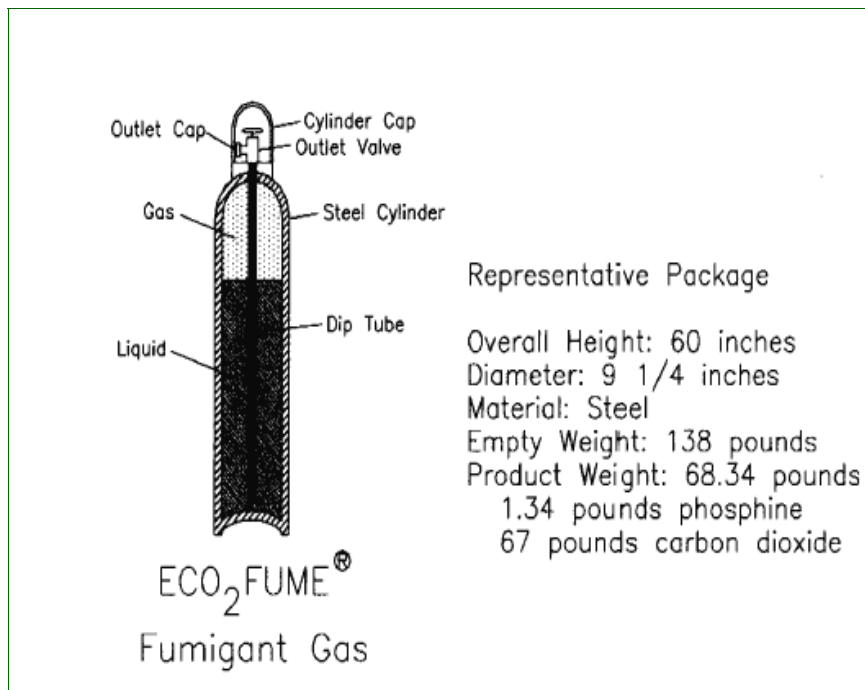 Cylinder Cap
Outlet Cap
Outlet Valve
Gas
Steel Cylinder
Dip Tube
Liquid
ECO2FUME®
Fumigant Gas
Representative Package
Overall Height: 60 inches
Diameter: 9 1/4 inches
Material: Steel
Empty Weight: 138 pounds
Product Weight: 68.34 pounds
1.34 pounds phosphine
67 pounds carbon dioxide